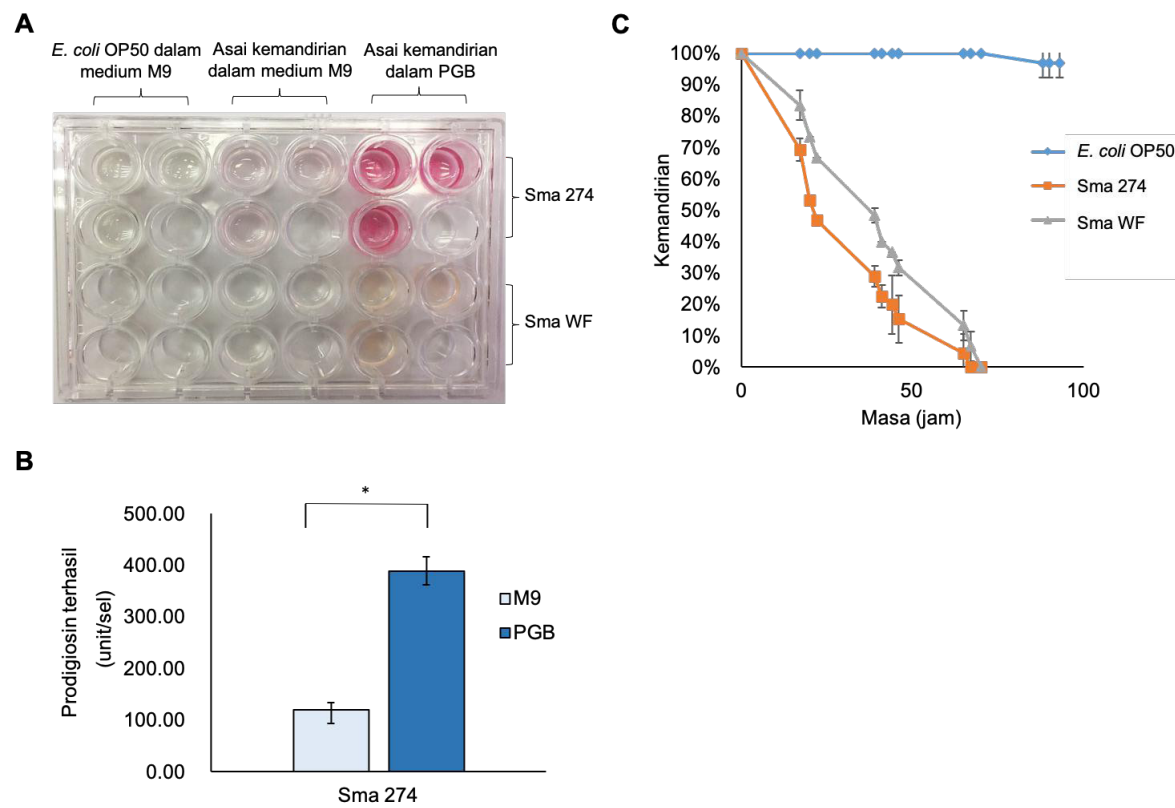 A
E. coli OP50 dalam
medium M9
Asai kemandirian
dalam medium M9
Asai kemandirian
dalam PGB
Sma 274
Sma WF
B
500.00
400.00
300.00
200.00
100.00
0.00
Prodigiosin terhasil
(unit/sel)
*
M9
PGB
Sma 274
C
100%
90%
80%
70%
60%
50%
40%
30%
20%
10%
0%
Kemandirian
0
50
100
Masa (jam)
E. coli OP50
Sma 274
Sma WF